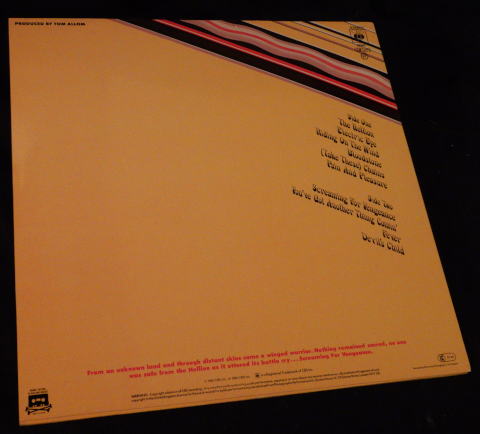 PRODUCED BY TOM ALLOM
CBS
Side One
The Hellion
Electric Eye
Riding On The Wind
Bloodstone
(Take These) Chains
Pain And Pleasure
Side Two
Screaming For Vengeance
You've Got Another Thing Comin'
Fever
Devil's Child
From an unknown land and through distant skies came a winged warrior. Nothing remained sacred, no one
was safe from the Hellion as it uttered its battle cry...Screaming For Vengeance.